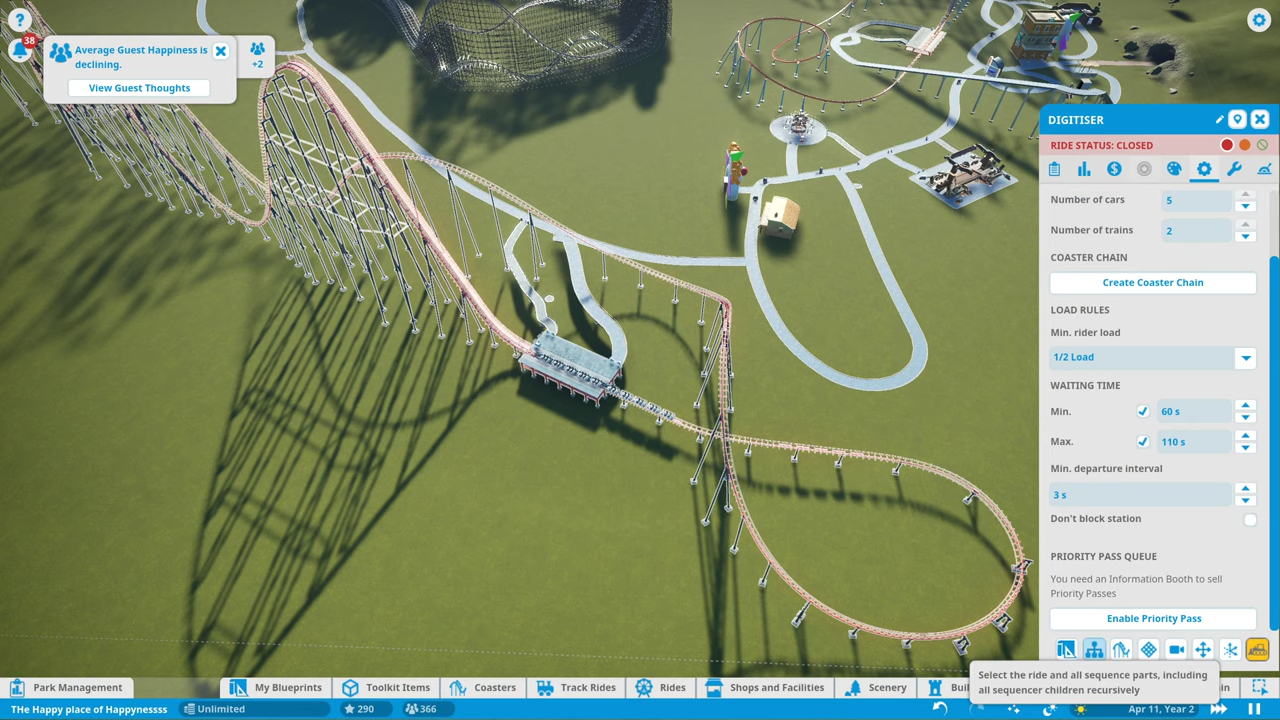 ?
38
Average Guest Happiness is
declining.
View Guest Thoughts
+2
DIGITISER
RIDE STATUS: CLOSED
Number of cars 5
Number of trains 2
COASTER CHAIN
Create Coaster Chain
LOAD RULES
Min. rider load
1/2 Load
WAITING TIME
Min. 60 s
Max. 110 s
Min. departure interval
3 s
Don't block station
PRIORITY PASS QUEUE
You need an Information Booth to sell
Priority Passes
Enable Priority Pass
Select the ride and all sequence parts, including
all sequencer children recursively
Park Management My Blueprints Toolkit Items Coasters Track Rides Rides Shops and Facilities Scenery
The Happy place of Happynessss Unlimited 290 366 Apr 11, Year 2